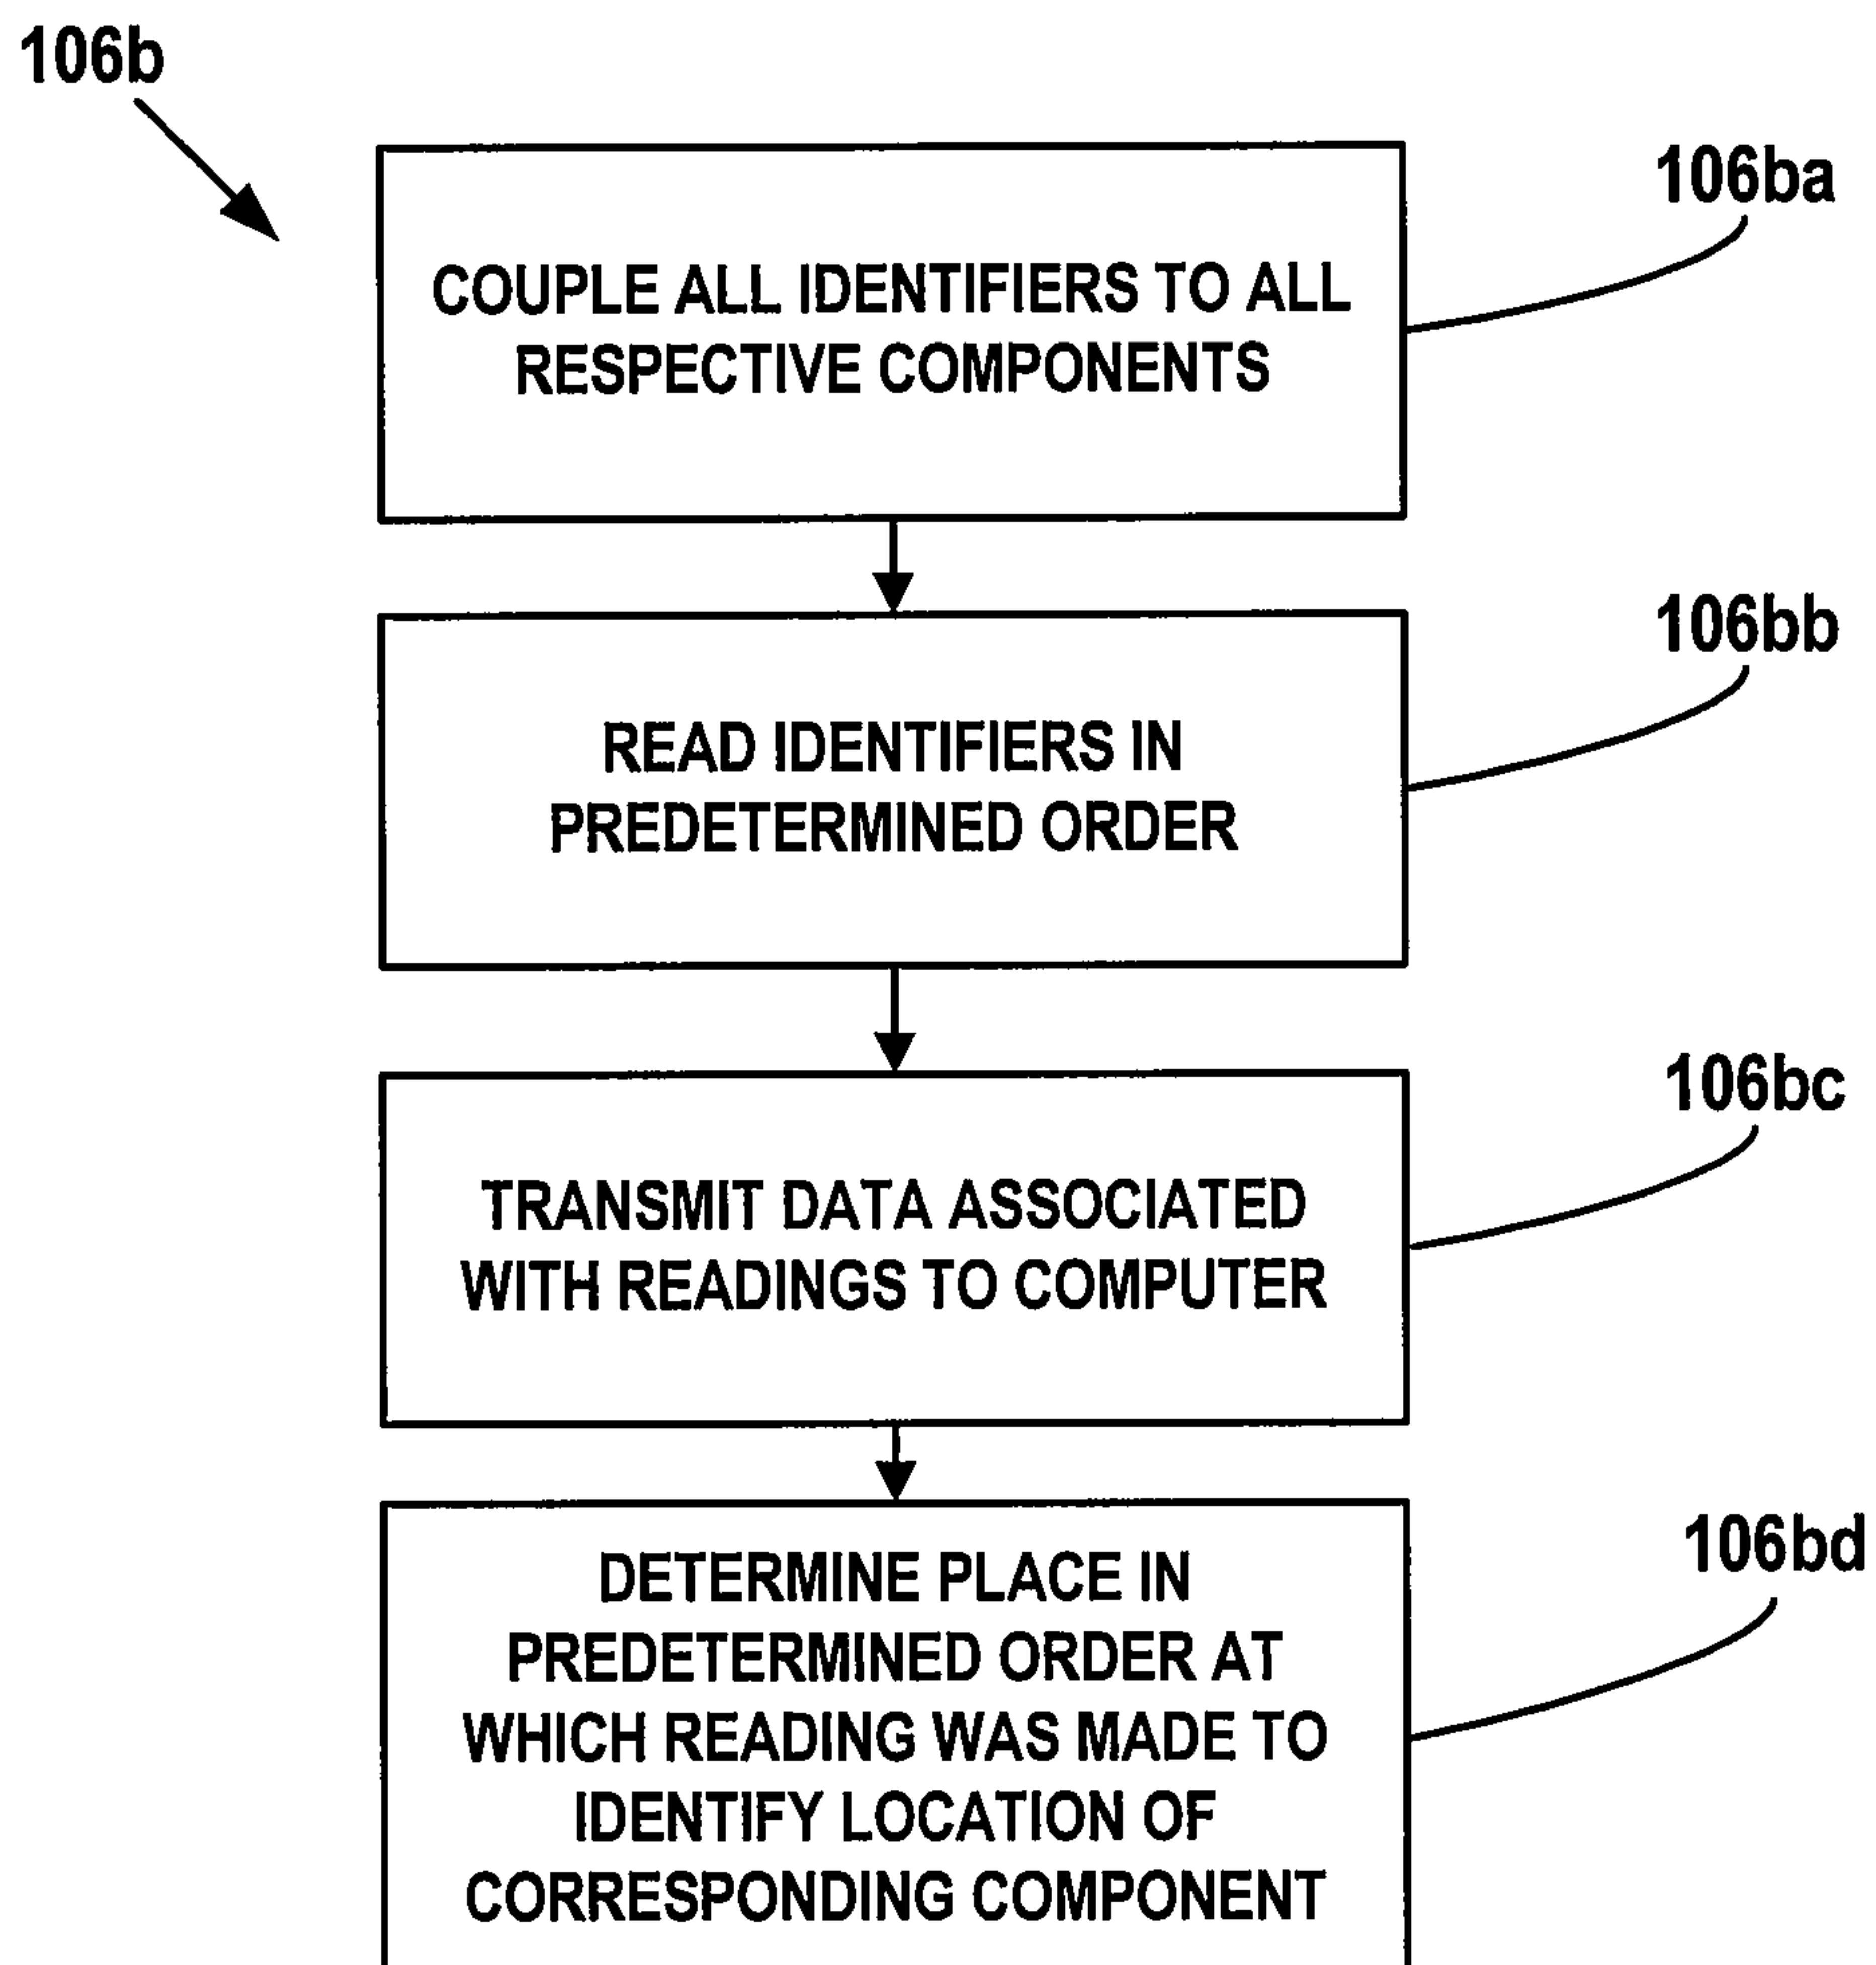 106b
106ba
COUPLE ALL IDENTIFIERS TO ALL
RESPECTIVE COMPONENTS
106bb
READ IDENTIFIERS IN
PREDETERMINED ORDER
106bc
TRANSMIT DATA ASSOCIATED
WITH READINGS TO COMPUTER
106bd
DETERMINE PLACE IN
PREDETERMINED ORDER AT
WHICH READING WAS MADE TO
IDENTIFY LOCATION OF
CORRESPONDING COMPONENT